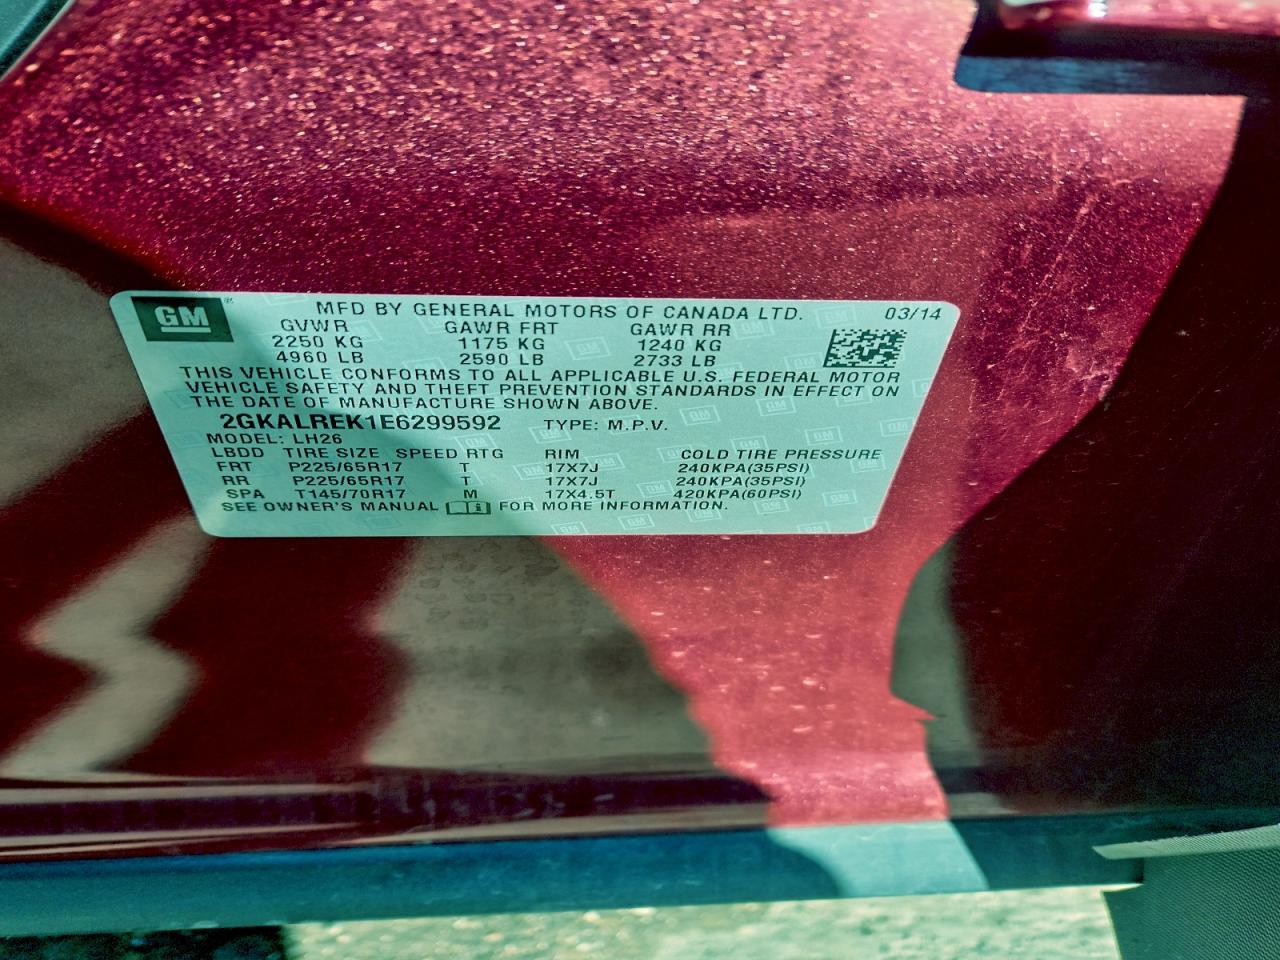 GM ®
MFD BY GENERAL MOTORS OF CANADA LTD. 03/14
GVWR GAWR FRT GAWR RR
2250 KG 1175 KG 1240 KG
4960 LB 2590 LB 2733 LB
THIS VEHICLE CONFORMS TO ALL APPLICABLE U.S. FEDERAL MOTOR
VEHICLE SAFETY AND THEFT PREVENTION STANDARDS IN EFFECT ON
THE DATE OF MANUFACTURE SHOWN ABOVE.
2GKALREK1E6299592 TYPE: M.P.V.
MODEL: LH26
LBDD TIRE SIZE SPEED RTG RIM COLD TIRE PRESSURE
FRT P225/65R17 T 17X7J 240KPA(35PSI)
RR P225/65R17 T 17X7J 240KPA(35PSI)
SPA T145/70R17 M 17X4.5T 420KPA(60PSI)
SEE OWNER'S MANUAL FOR MORE INFORMATION.